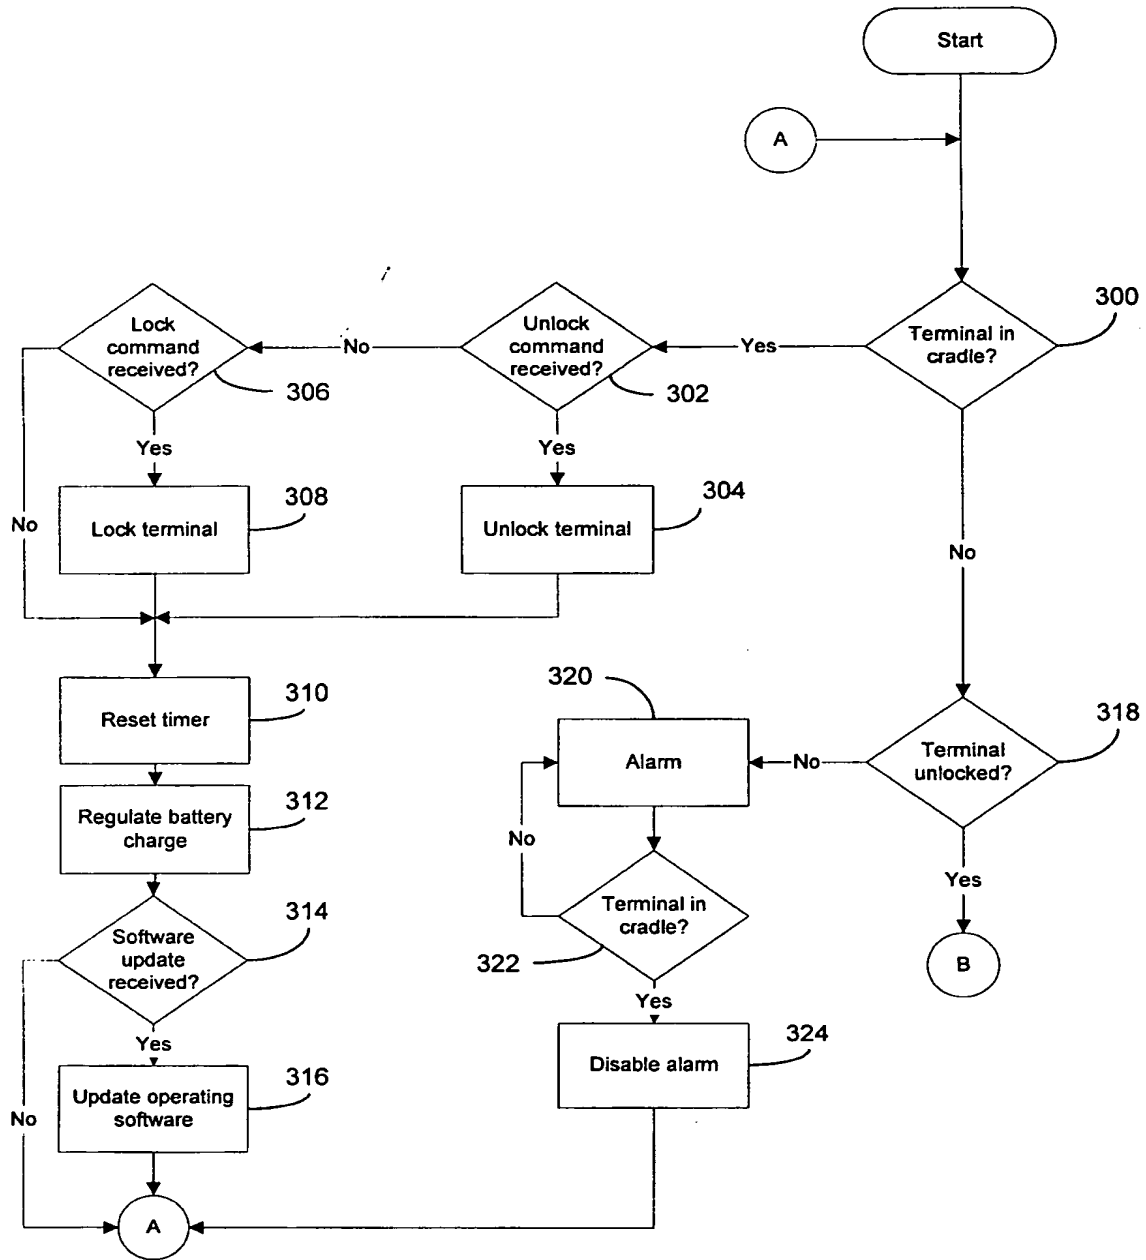 Start
A
300
Terminal in
cradle?
Yes
Unlock
command
received?
302
No
Lock
command
received?
306
Yes
Yes
308
Lock terminal
No
304
Unlock terminal
No
310
Reset timer
320
Alarm
No
318
Terminal
unlocked?
312
Regulate battery
charge
No
Yes
314
Software
update
received?
Terminal in
cradle?
322
B
Yes
Yes
324
Disable alarm
316
Update operating
software
No
A